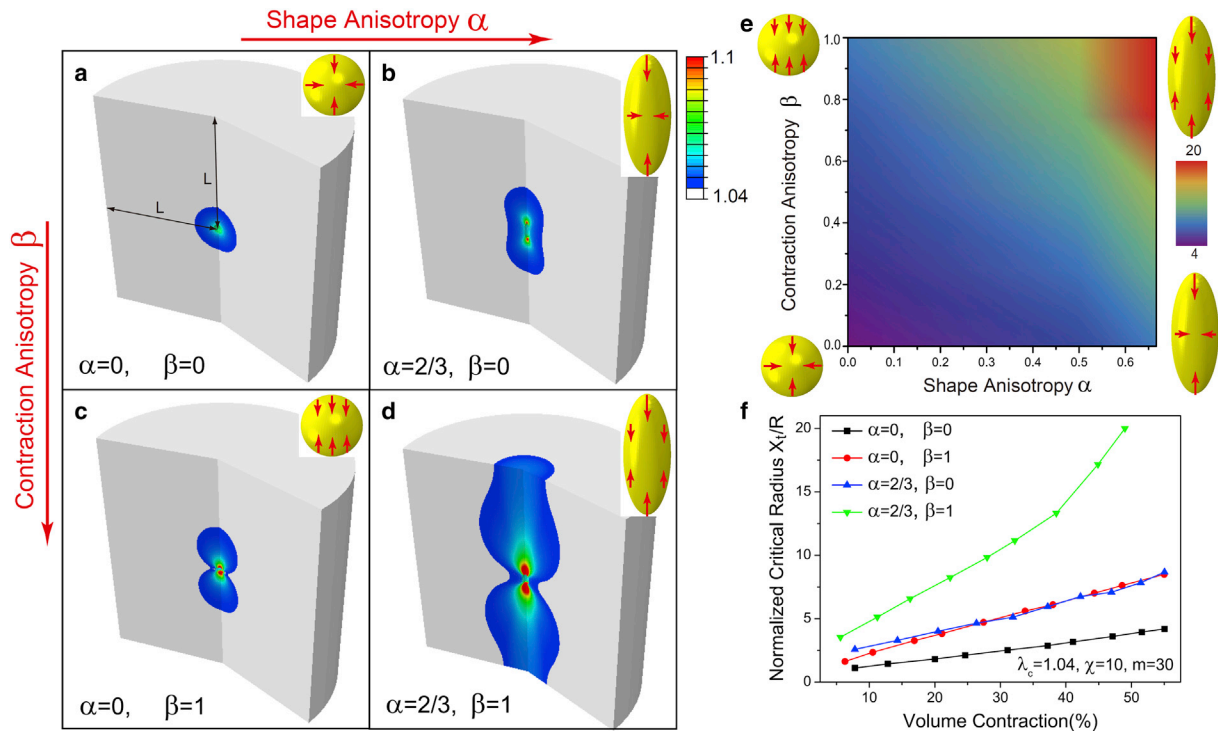 Shape Anisotropy α
Contraction Anisotropy β
a
L
L
α=0, β=0
b
α=2/3, β=0
1.1
1.04
c
α=0, β=1
d
α=2/3, β=1
e
Contraction Anisotropy β
1.0
0.8
0.6
0.4
0.2
0.0
0.0 0.1 0.2 0.3 0.4 0.5 0.6
Shape Anisotropy α
20
4
f
Normalized Critical Radius Xt/R
20
15
10
5
0
α=0, β=0
α=0, β=1
α=2/3, β=0
α=2/3, β=1
λc=1.04, χ=10, m=30
10 20 30 40 50
Volume Contraction(%)